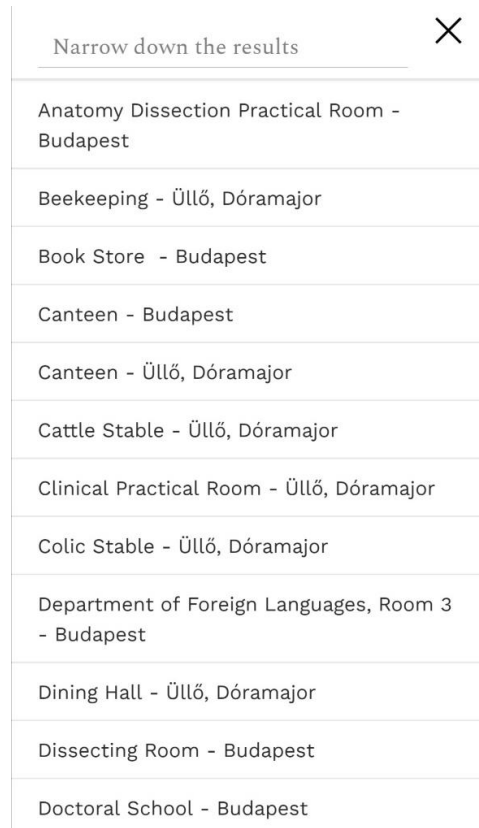 Narrow down the results
Anatomy Dissection Practical Room -
Budapest
Beekeeping - Üllő, Dóramajor
Book Store  - Budapest
Canteen - Budapest
Canteen - Üllő, Dóramajor
Cattle Stable - Üllő, Dóramajor
Clinical Practical Room - Üllő, Dóramajor
Colic Stable - Üllő, Dóramajor
Department of Foreign Languages, Room 3
- Budapest
Dining Hall - Üllő, Dóramajor
Dissecting Room - Budapest
Doctoral School - Budapest